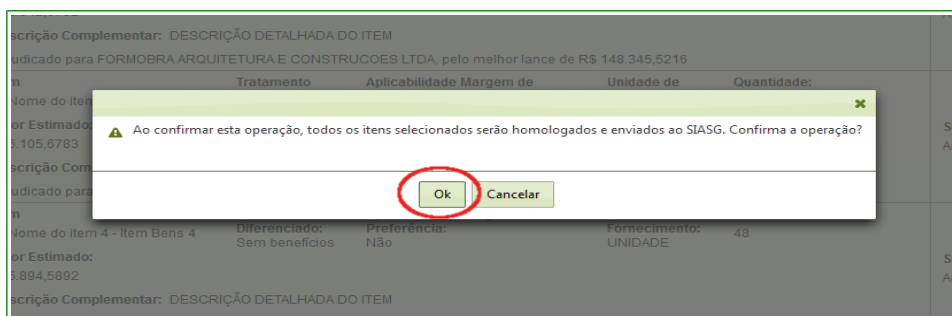 scrição Complementar: DESCRIÇÃO DETALHADA DO ITEM
udicado para FORMOBRA ARQUITETURA E CONSTRUCOES LTDA, pelo melhor lance de R$ 148.345,5216
Tratamento Aplicabilidade Margem de Unidade de Quantidade:
Nome do iten
or Estimado:
5.105,6783
Ao confirmar esta operação, todos os itens selecionados serão homologados e enviados ao SIASG. Confirma a operação?
scrição Com
udicado para
Ok Cancelar
Nome do item 4 - Item Bens 4 Diferenciado: Preferência: Fornecimento: 48
Sem benefícios Não UNIDADE
or Estimado:
5.894,5892
scrição Complementar: DESCRIÇÃO DETALHADA DO ITEM